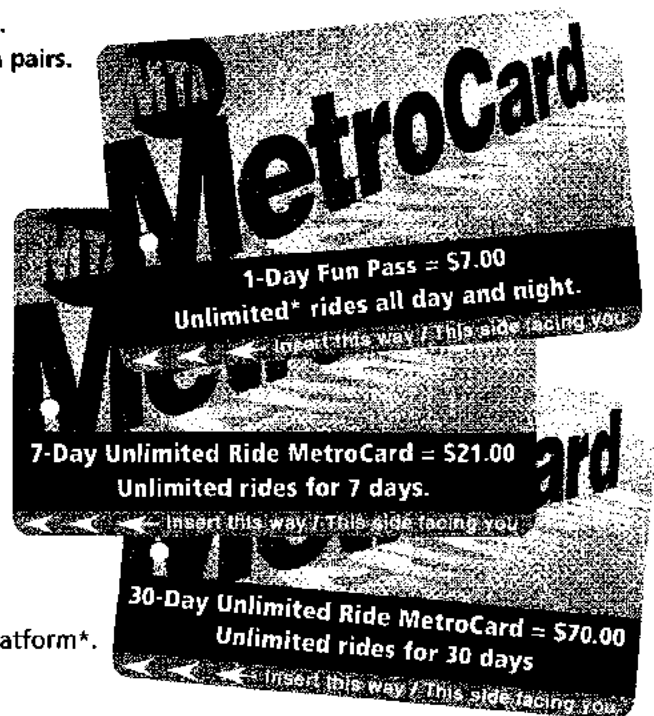 .
pairs.
MTA
MetroCard
1-Day Fun Pass = $7.00
Unlimited* rides all day and night.
Insert this way / This side facing you
7-Day Unlimited Ride MetroCard = $21.00
Unlimited rides for 7 days.
Insert this way / This side facing you
ard
30-Day Unlimited Ride MetroCard = $70.00
Unlimited rides for 30 days
Insert this way / This side facing you
atform*.